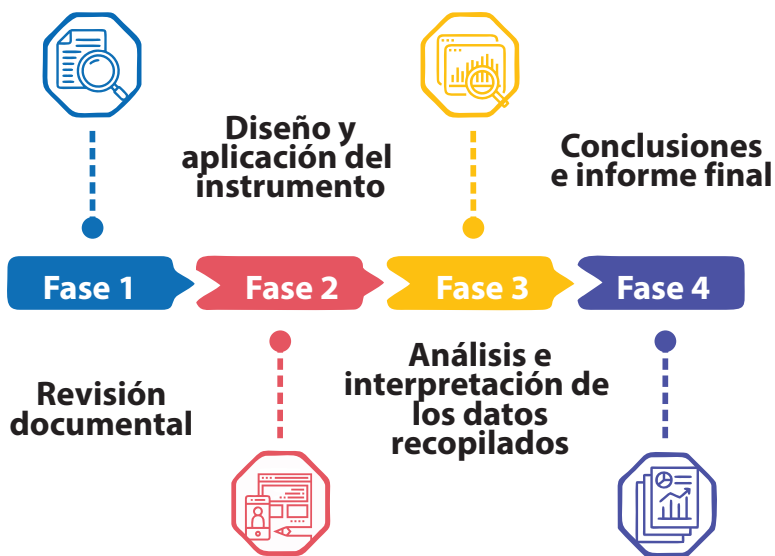 Diseño y
aplicación del
instrumento
Conclusiones
e informe final
Fase 1
Fase 2
Fase 3
Fase 4
Revisión
documental
Análisis e
interpretación de
los datos
recopilados